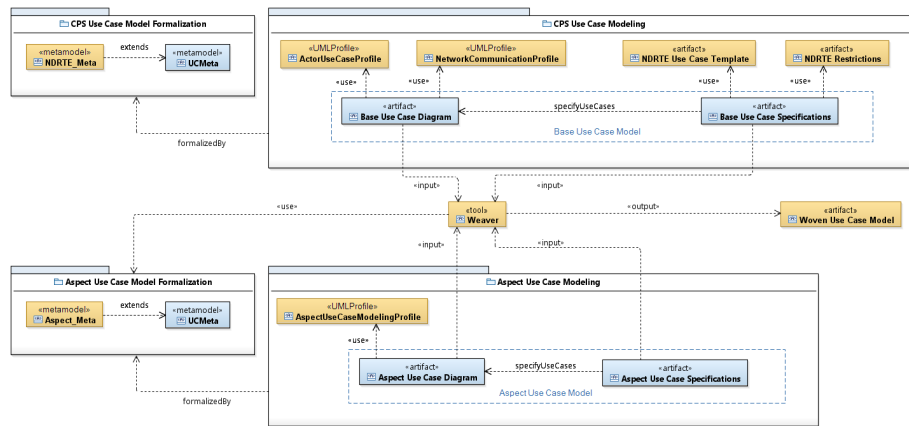 CPS Use Case Model Formalization
«metamodel»
NDRTE_Meta
extends
«metamodel»
UCMeta
CPS Use Case Modeling
«UMLProfile»
ActorUseCaseProfile
«UMLProfile»
NetworkCommunicationProfile
«artifact»
NDRTE Use Case Template
«artifact»
NDRTE Restrictions
«use»
«use»
«use»
«use»
«artifact»
Base Use Case Diagram
specifyUseCases
«artifact»
Base Use Case Specifications
Base Use Case Model
formalizedBy
«input»
«input»
«use»
«tool»
Weaver
«output»
«artifact»
Woven Use Case Model
«input»
«input»
Aspect Use Case Model Formalization
«metamodel»
Aspect_Meta
extends
«metamodel»
UCMeta
Aspect Use Case Modeling
«UMLProfile»
AspectUseCaseModelingProfile
«use»
«artifact»
Aspect Use Case Diagram
specifyUseCases
«artifact»
Aspect Use Case Specifications
Aspect Use Case Model
formalizedBy